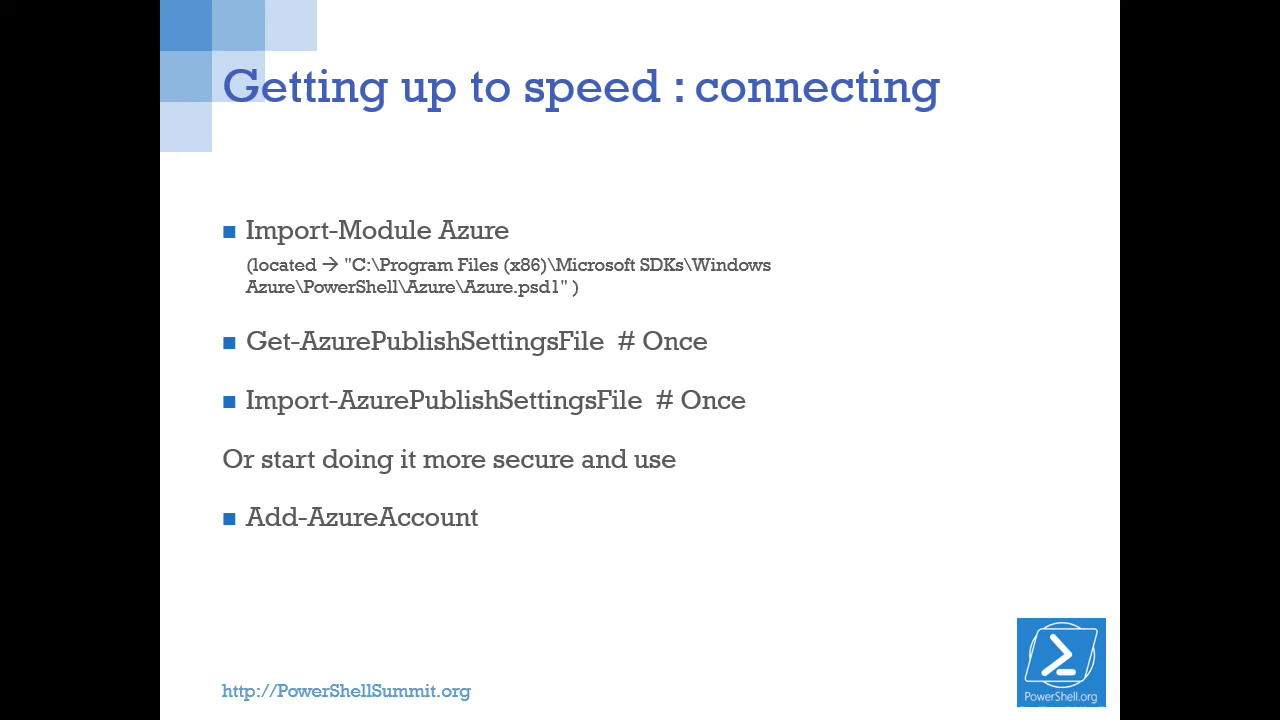 Getting up to speed : connecting
Import-Module Azure
(located → "C:\Program Files (x86)\Microsoft SDKs\Windows
Azure\PowerShell\Azure\Azure.psd1" )
Get-AzurePublishSettingsFile # Once
Import-AzurePublishSettingsFile # Once
Or start doing it more secure and use
Add-AzureAccount
http://PowerShellSummit.org
PowerShell.org